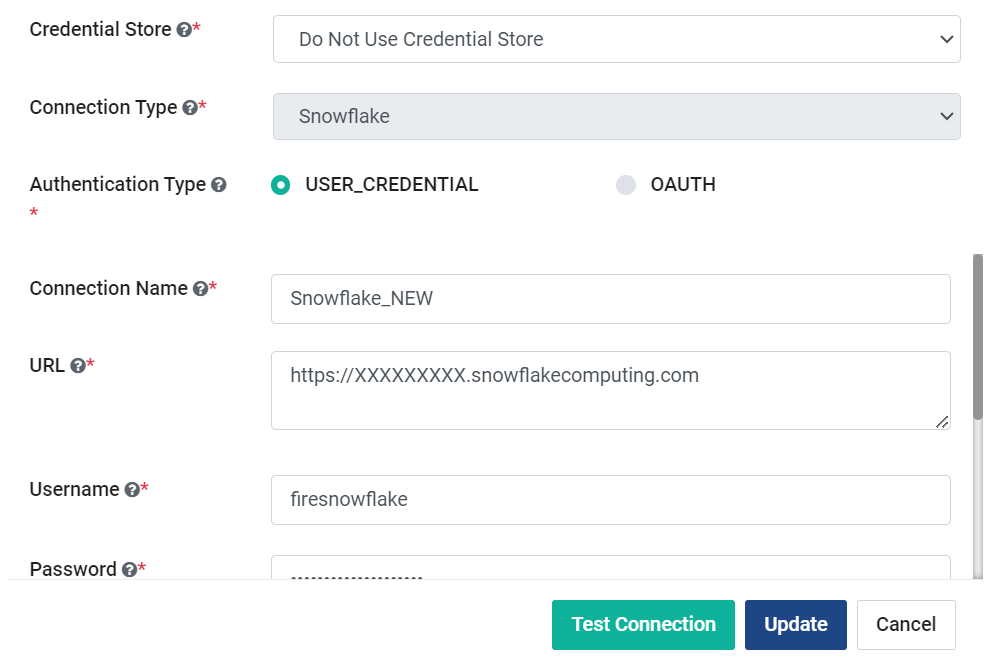 Credential Store ?*
Do Not Use Credential Store
Connection Type ?*
Snowflake
Authentication Type ?
*
USER_CREDENTIAL
OAUTH
Connection Name ?*
Snowflake_NEW
URL ?*
https://XXXXXXXXX.snowflakecomputing.com
Username ?*
firesnowflake
Password ?*
Test Connection
Update
Cancel